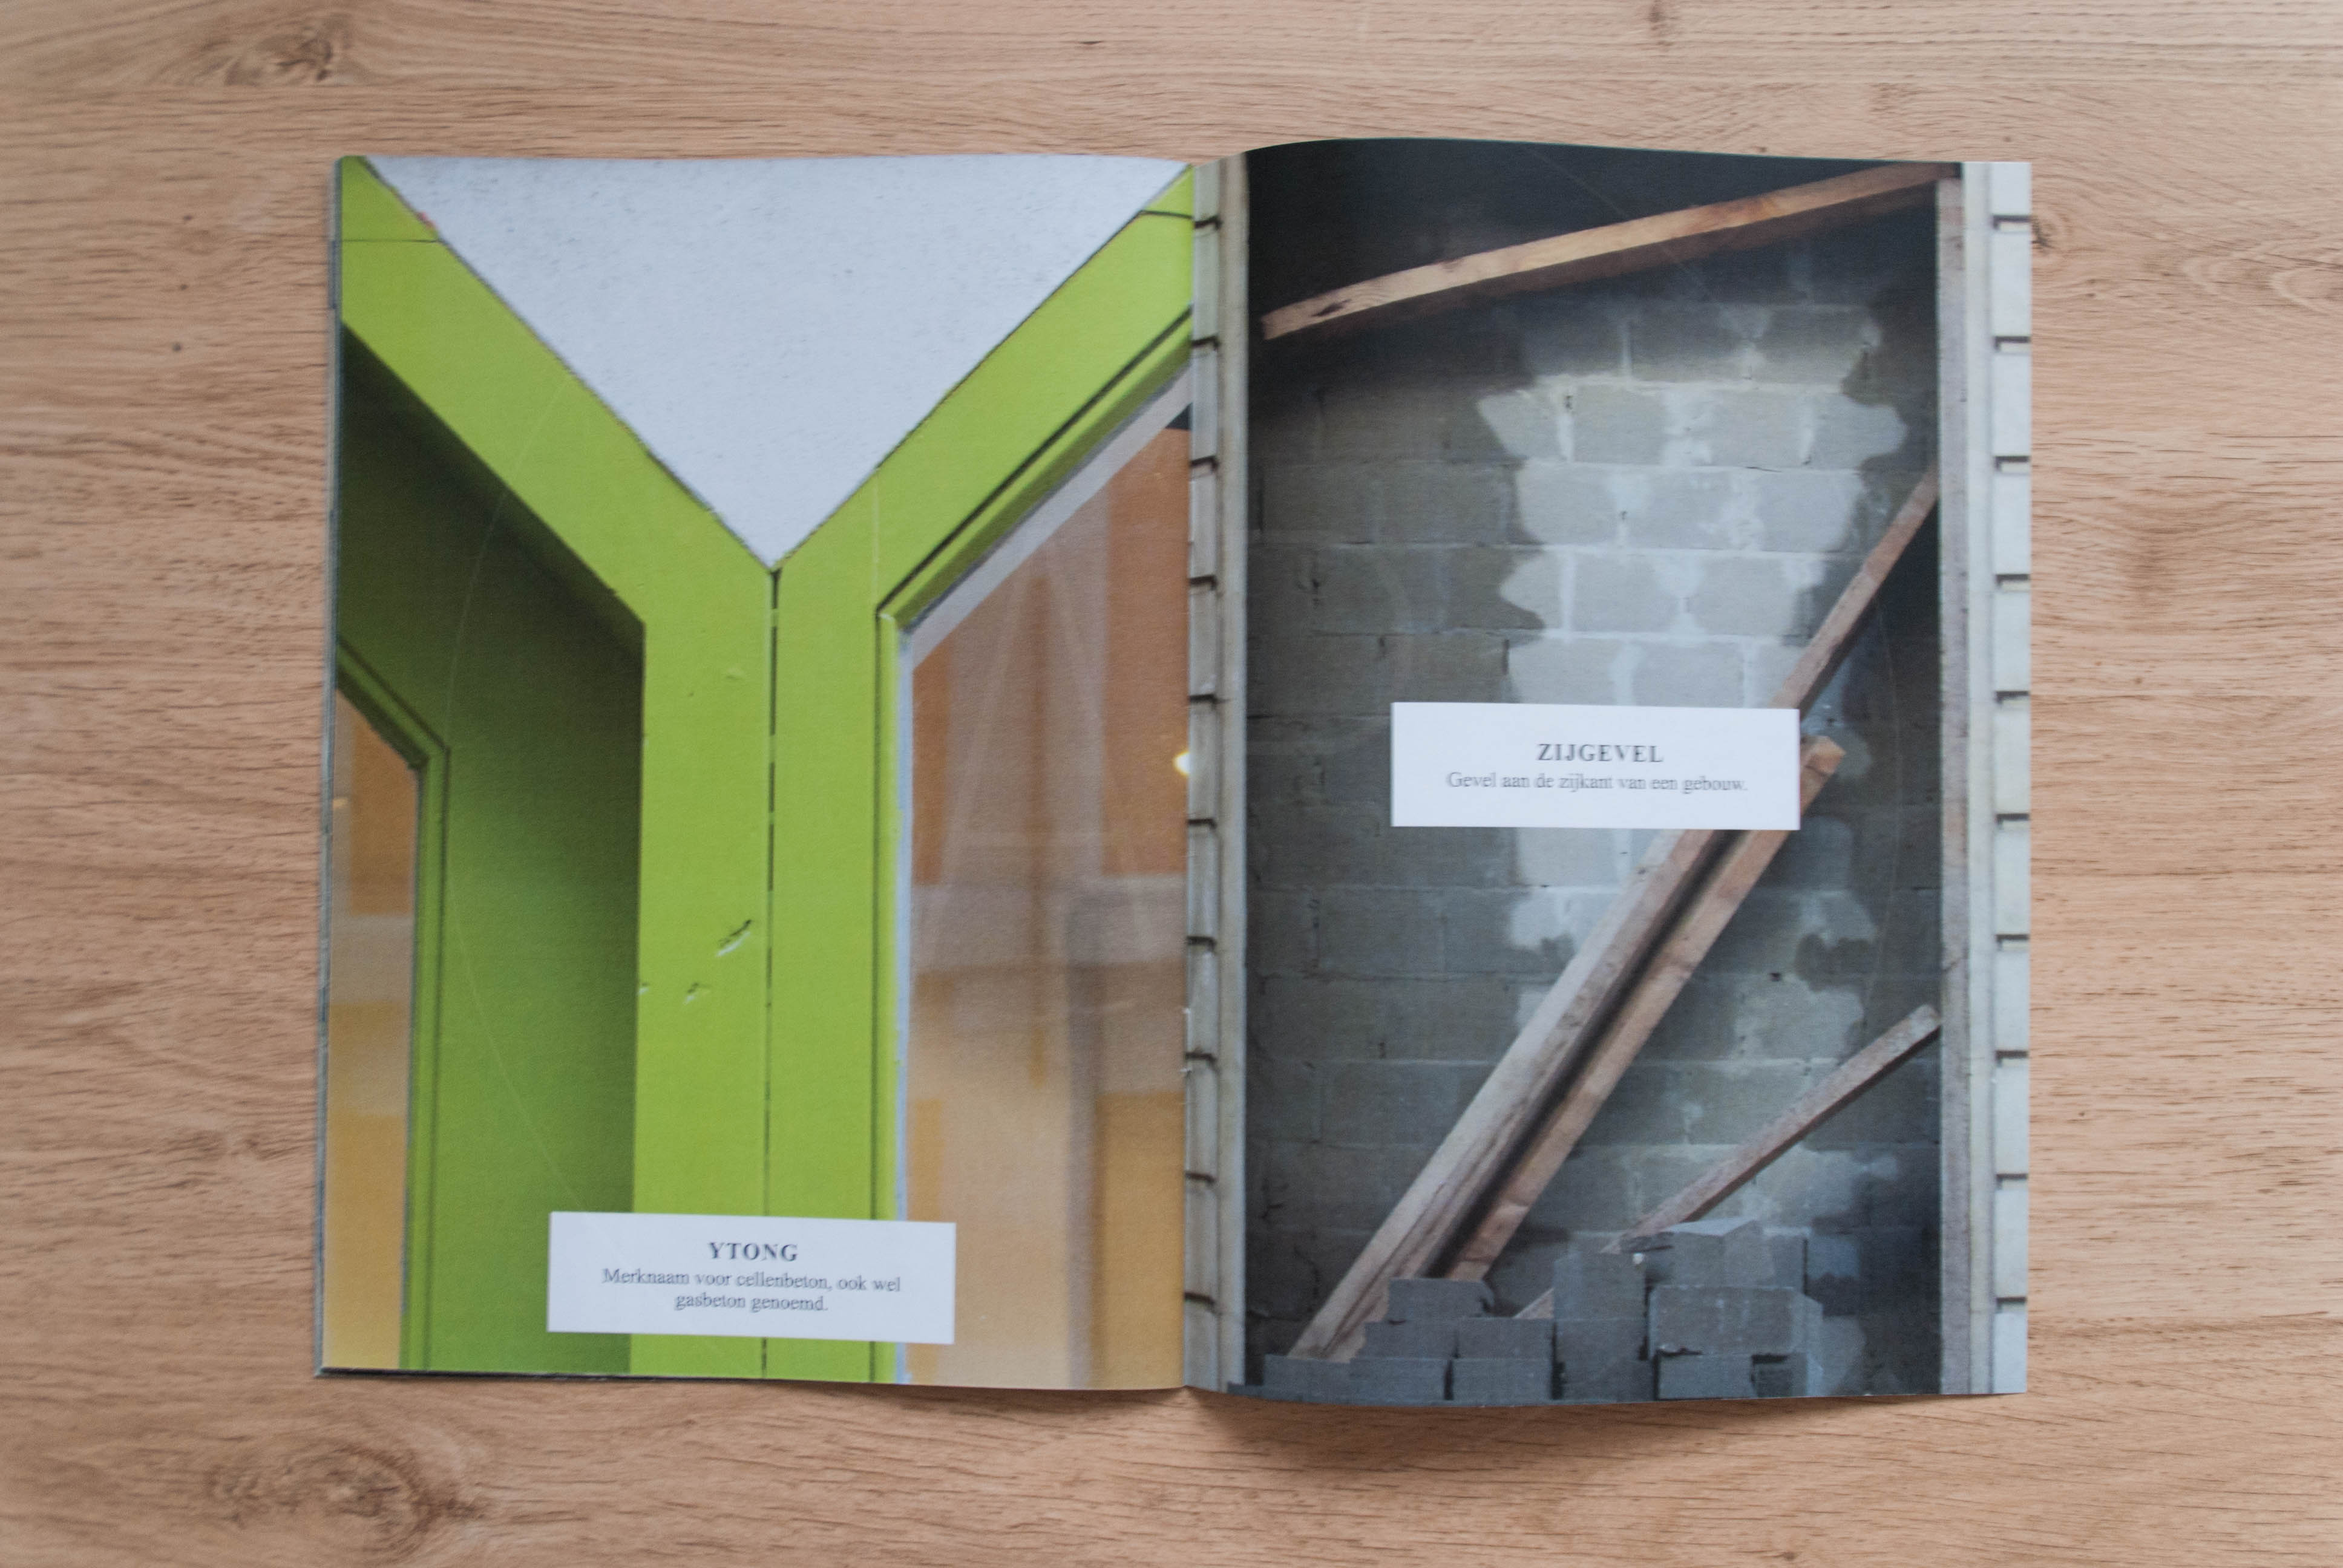 YTONG
Merknaam voor cellenbeton, ook wel
gasbeton genoemd.
ZIJGEVEL
Gevel aan de zijkant van een gebouw.